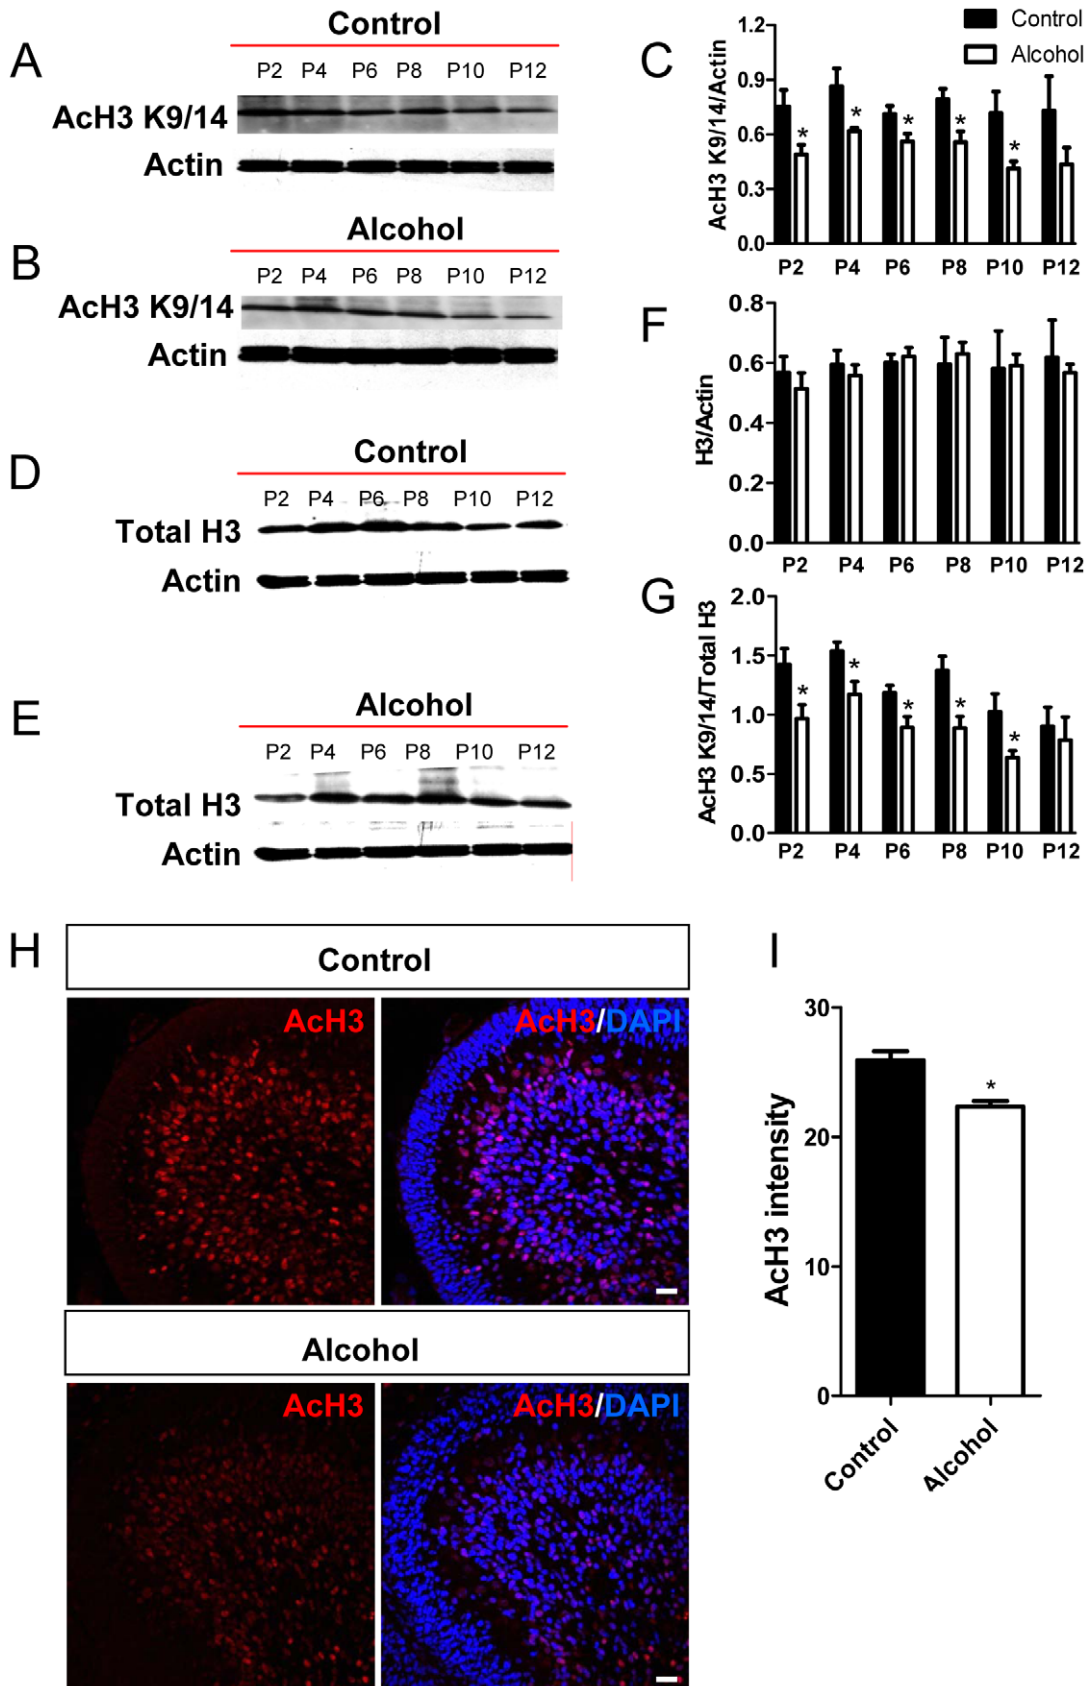 A
Control
P2 P4 P6 P8 P10 P12
AcH3 K9/14
Actin
B
Alcohol
P2 P4 P6 P8 P10 P12
AcH3 K9/14
Actin
C
Control
Alcohol
AcH3 K9/14/Actin
1.2
0.9
0.6
0.3
0.0
* * * * *
P2 P4 P6 P8 P10 P12
D
Control
P2 P4 P6 P8 P10 P12
Total H3
Actin
E
Alcohol
P2 P4 P6 P8 P10 P12
Total H3
Actin
F
H3/Actin
0.8
0.6
0.4
0.2
0.0
P2 P4 P6 P8 P10 P12
G
AcH3 K9/14/Total H3
2.0
1.5
1.0
0.5
0.0
* * * * *
P2 P4 P6 P8 P10 P12
H
Control
AcH3
AcH3/DAPI
Alcohol
AcH3
AcH3/DAPI
I
AcH3 intensity
30
20
10
0
*
Control
Alcohol